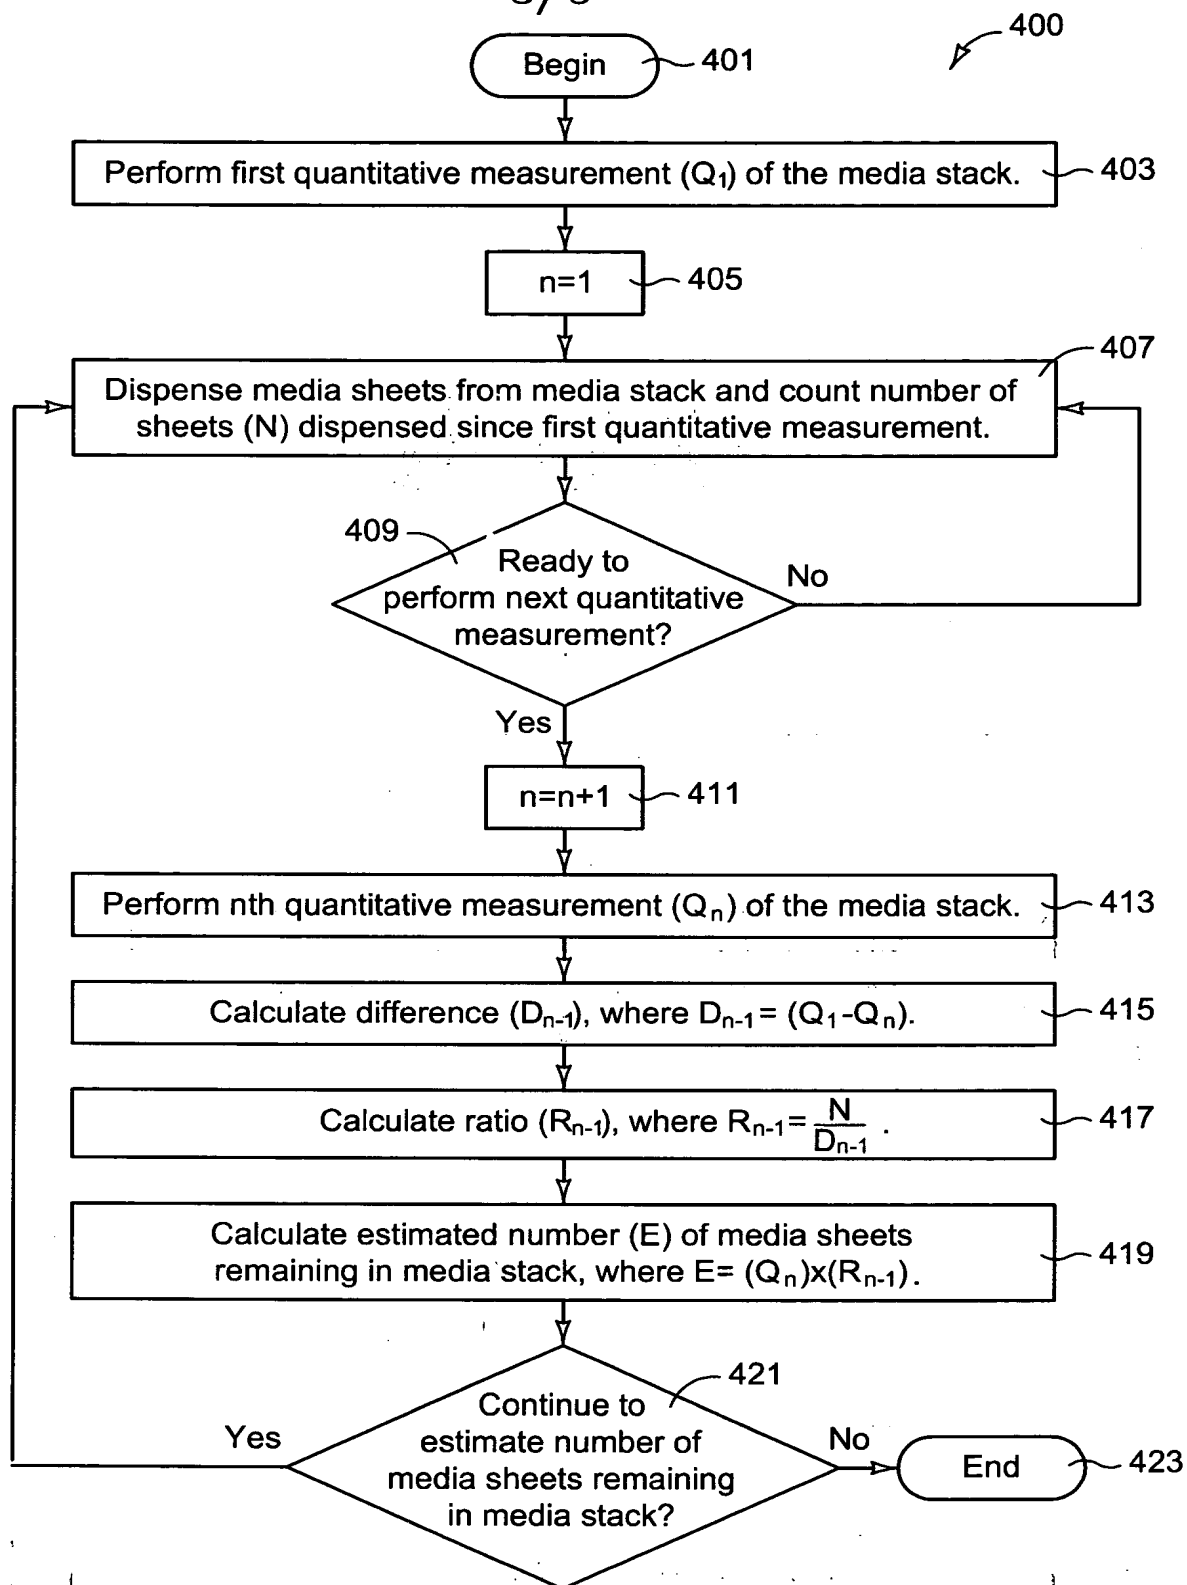 400
Begin
401
Perform first quantitative measurement (Q₁) of the media stack.
403
n=1
405
407
Dispense media sheets from media stack and count number of
sheets (N) dispensed since first quantitative measurement.
409
Ready to
perform next quantitative
measurement?
No
Yes
n=n+1
411
Perform nth quantitative measurement (Qₙ) of the media stack.
413
Calculate difference (Dₙ₋₁), where Dₙ₋₁= (Q₁-Qₙ).
415
Calculate ratio (Rₙ₋₁), where Rₙ₋₁= N/Dₙ₋₁ .
417
Calculate estimated number (E) of media sheets
remaining in media stack, where E= (Qₙ)x(Rₙ₋₁).
419
421
Continue to
estimate number of
media sheets remaining
in media stack?
Yes
No
End
423